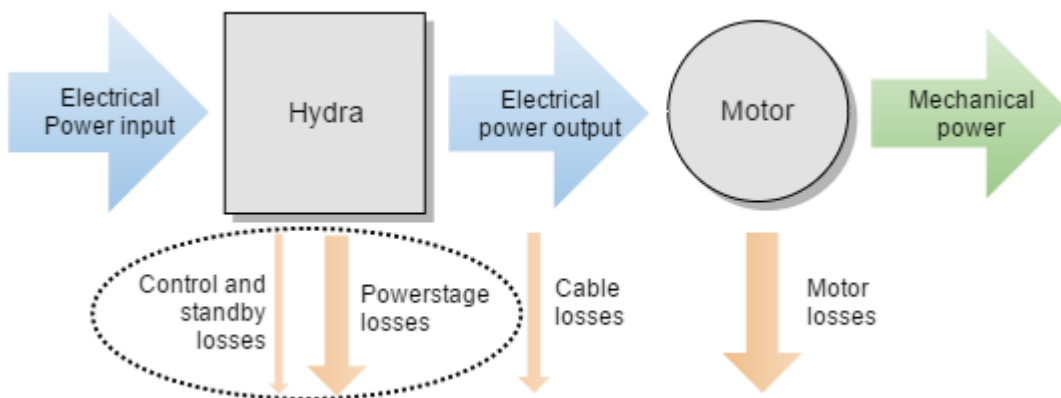 Electrical
Power input
Hydra
Electrical
power output
Motor
Mechanical
power
Control and
standby
losses
Powerstage
losses
Cable
losses
Motor
losses